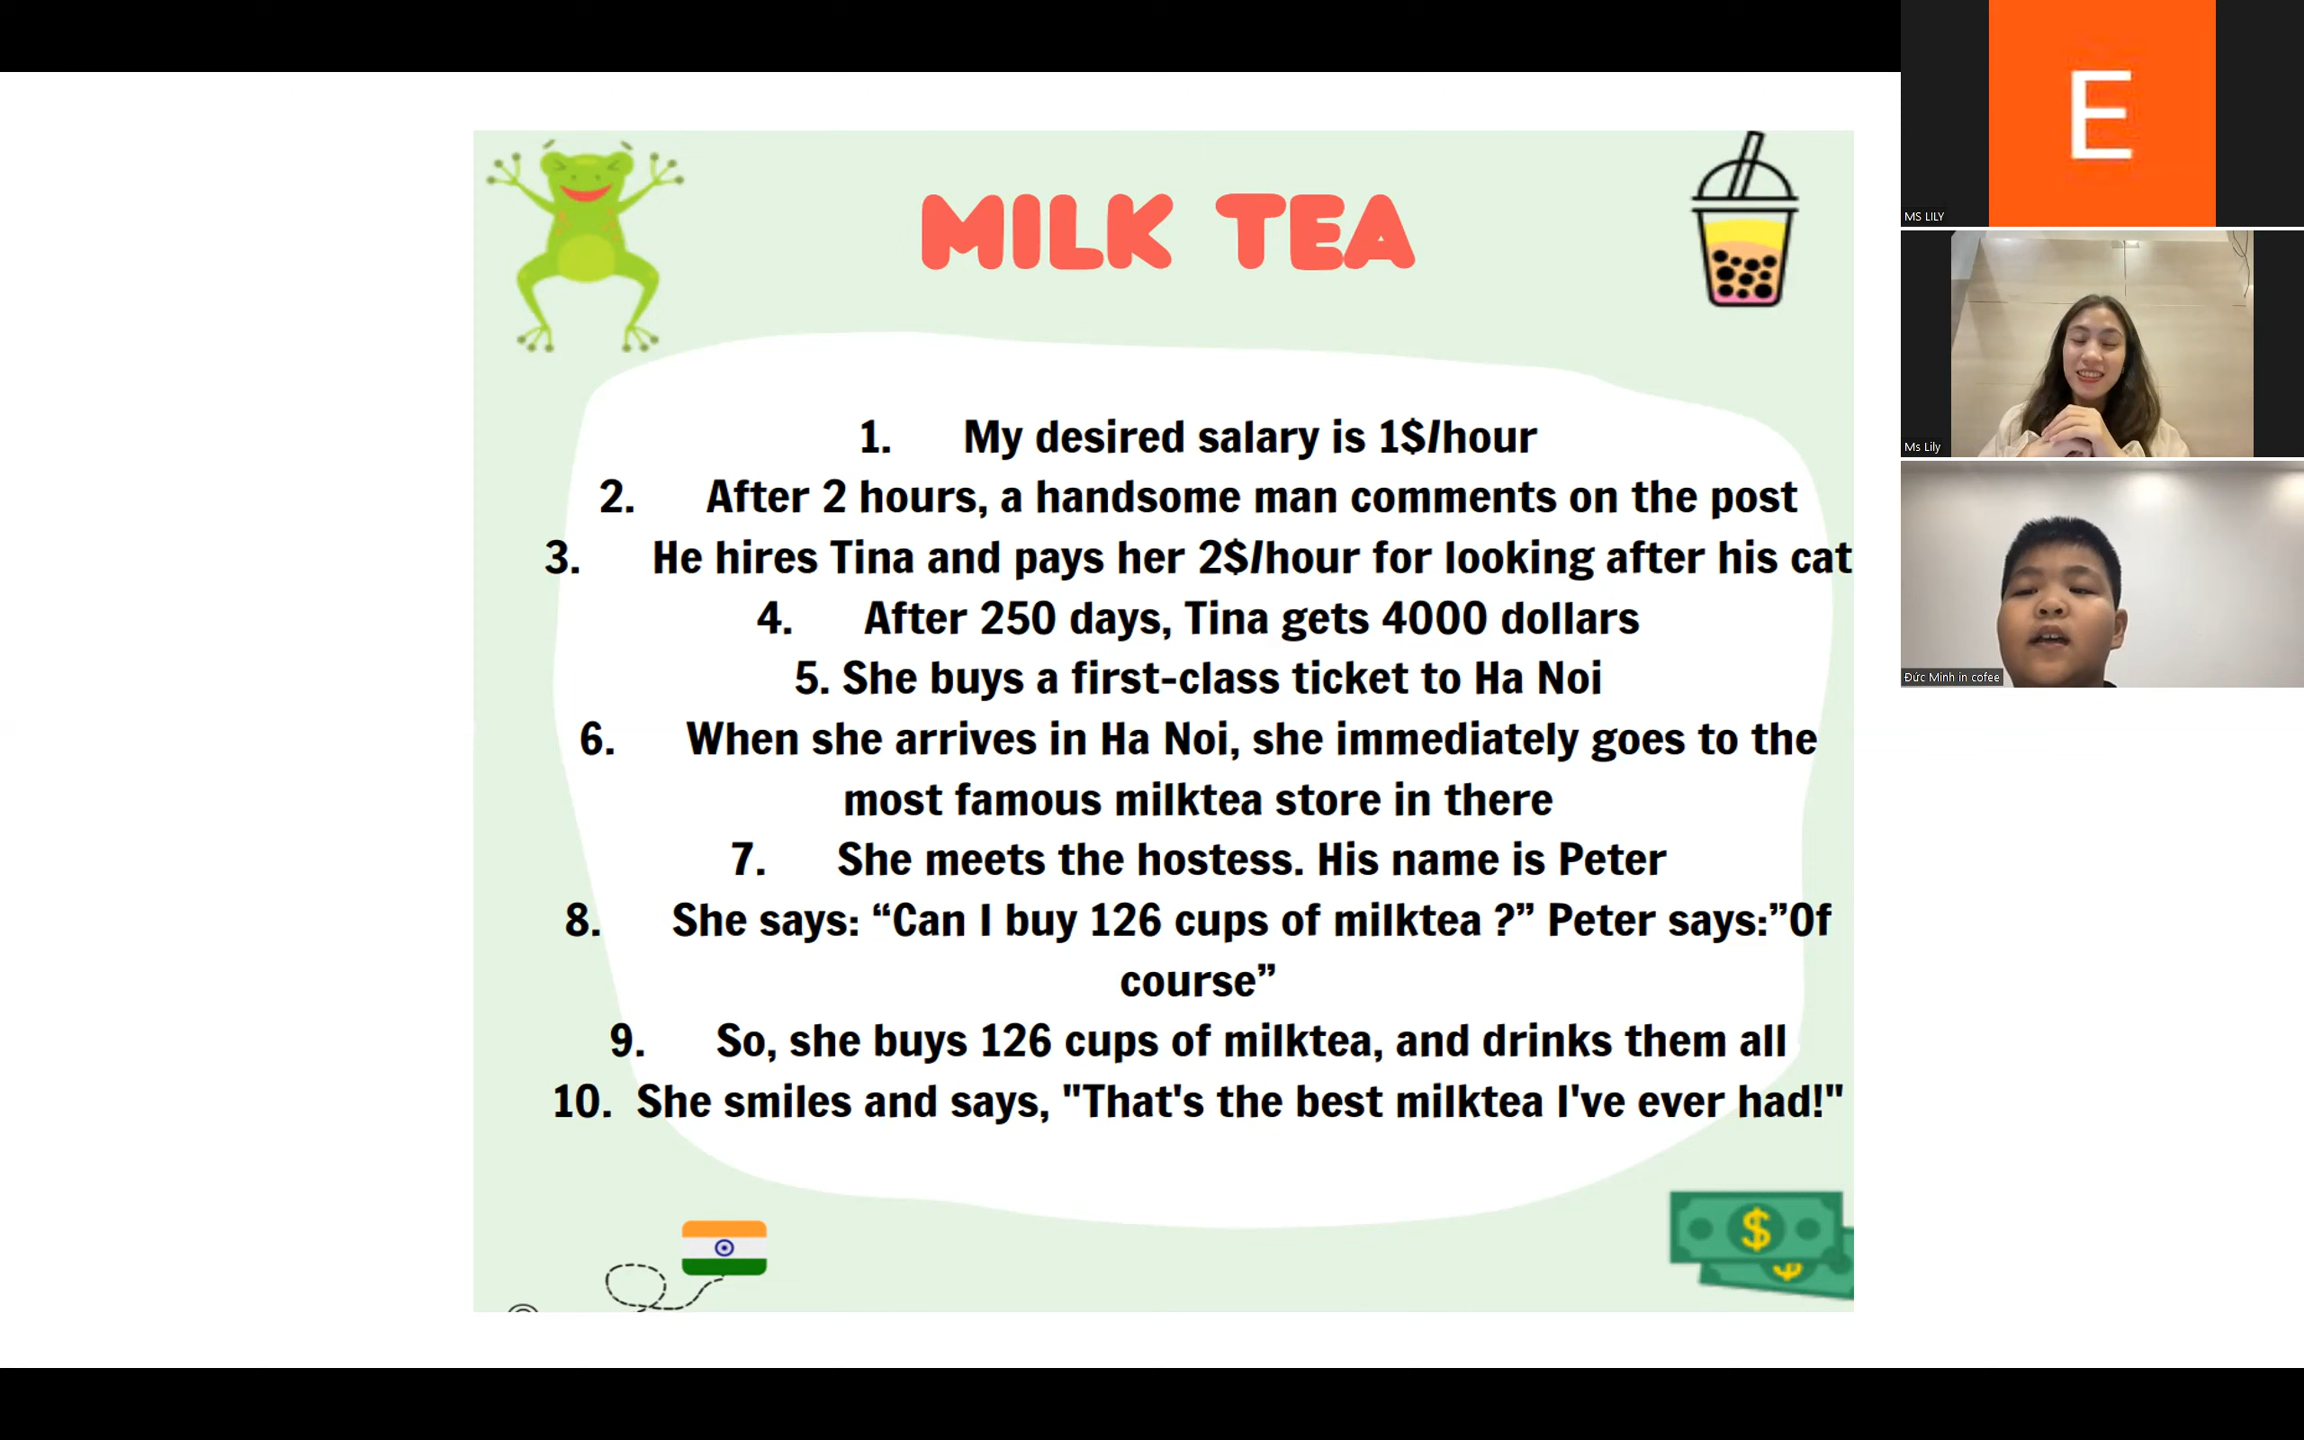 MILK TEA
1. My desired salary is 1$/hour
2. After 2 hours, a handsome man comments on the post
3. He hires Tina and pays her 2$/hour for looking after his cat
4. After 250 days, Tina gets 4000 dollars
5. She buys a first-class ticket to Ha Noi
6. When she arrives in Ha Noi, she immediately goes to the
most famous milktea store in there
7. She meets the hostess. His name is Peter
8. She says: “Can I buy 126 cups of milktea ?” Peter says:”Of
course”
9. So, she buys 126 cups of milktea, and drinks them all
10. She smiles and says, "That's the best milktea I've ever had!"
$
$
E
MS LILY
Ms Lily
Đức Minh in cofee